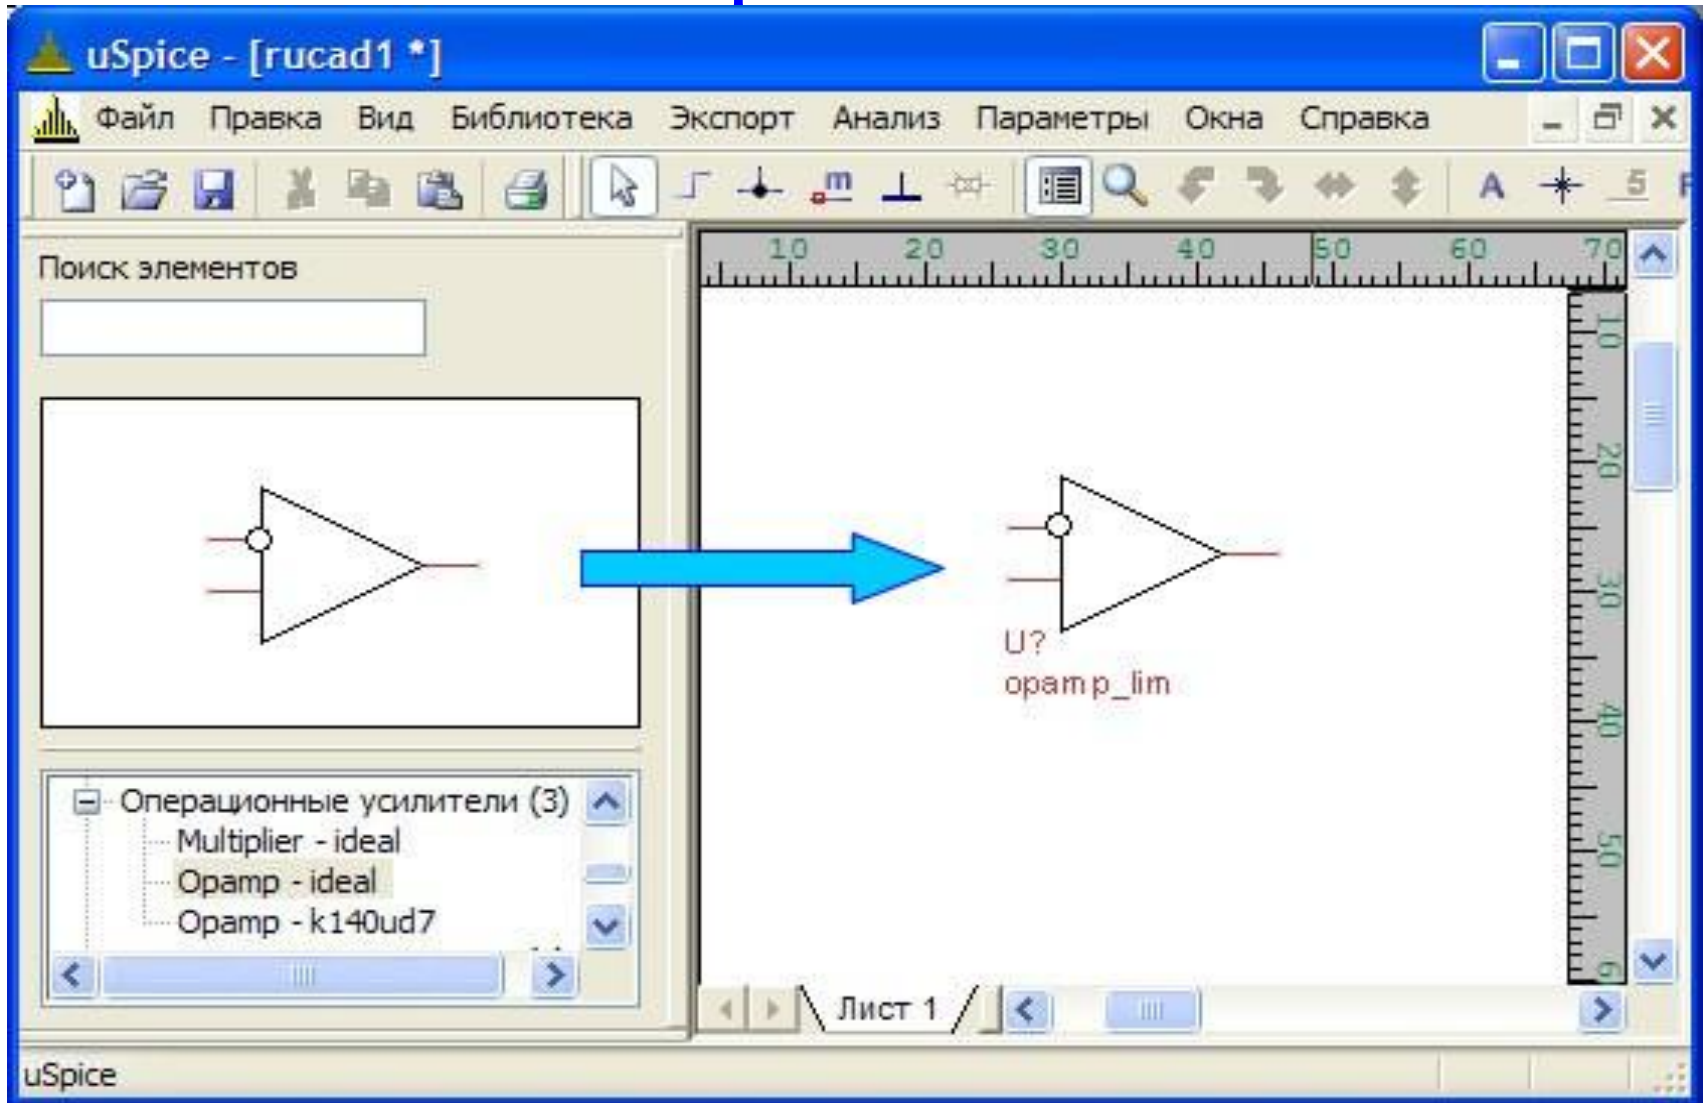 uSpice - [rucad1 *]
Файл Правка Вид Библиотека Экспорт Анализ Параметры Окна Справка
A 5
Поиск элементов
10 20 30 40 50 60 70
10
20
30
40
50
6
U?
opamp_lim
Операционные усилители (3)
Multiplier - ideal
Opamp - ideal
Opamp - k140ud7
Лист 1
uSpice